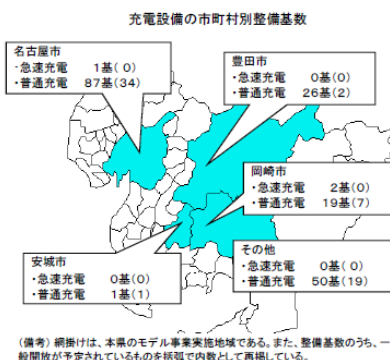 充電設備の市町村別整備基数
名古屋市
・急速充電 1基( 0)
・普通充電 87基(34)
豊田市
・急速充電 0基(0)
・普通充電 26基(2)
岡崎市
・急速充電 2基(0)
・普通充電 19基(7)
安城市
・急速充電 0基(0)
・普通充電 1基(1)
その他
・急速充電 0基( 0)
・普通充電 50基(19)
(備考) 網掛けは、本県のモデル事業実施地域である。また、整備基数のうち、一
般開放が予定されているものを括弧で内数として再掲している。